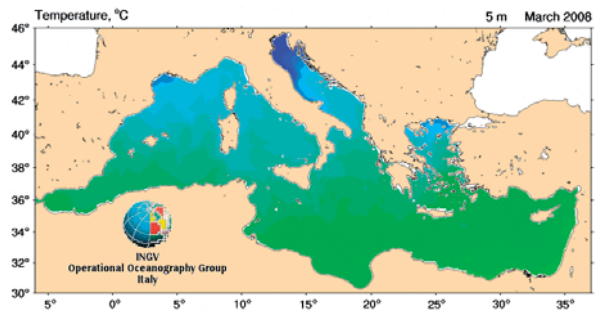 Temperature, °C 5 m March 2008
46°
44°
42°
40°
38°
36°
34°
32°
30°
INGV
Operational Oceanography Group
Italy
5° 0° 5° 10° 15° 20° 25° 30° 35°